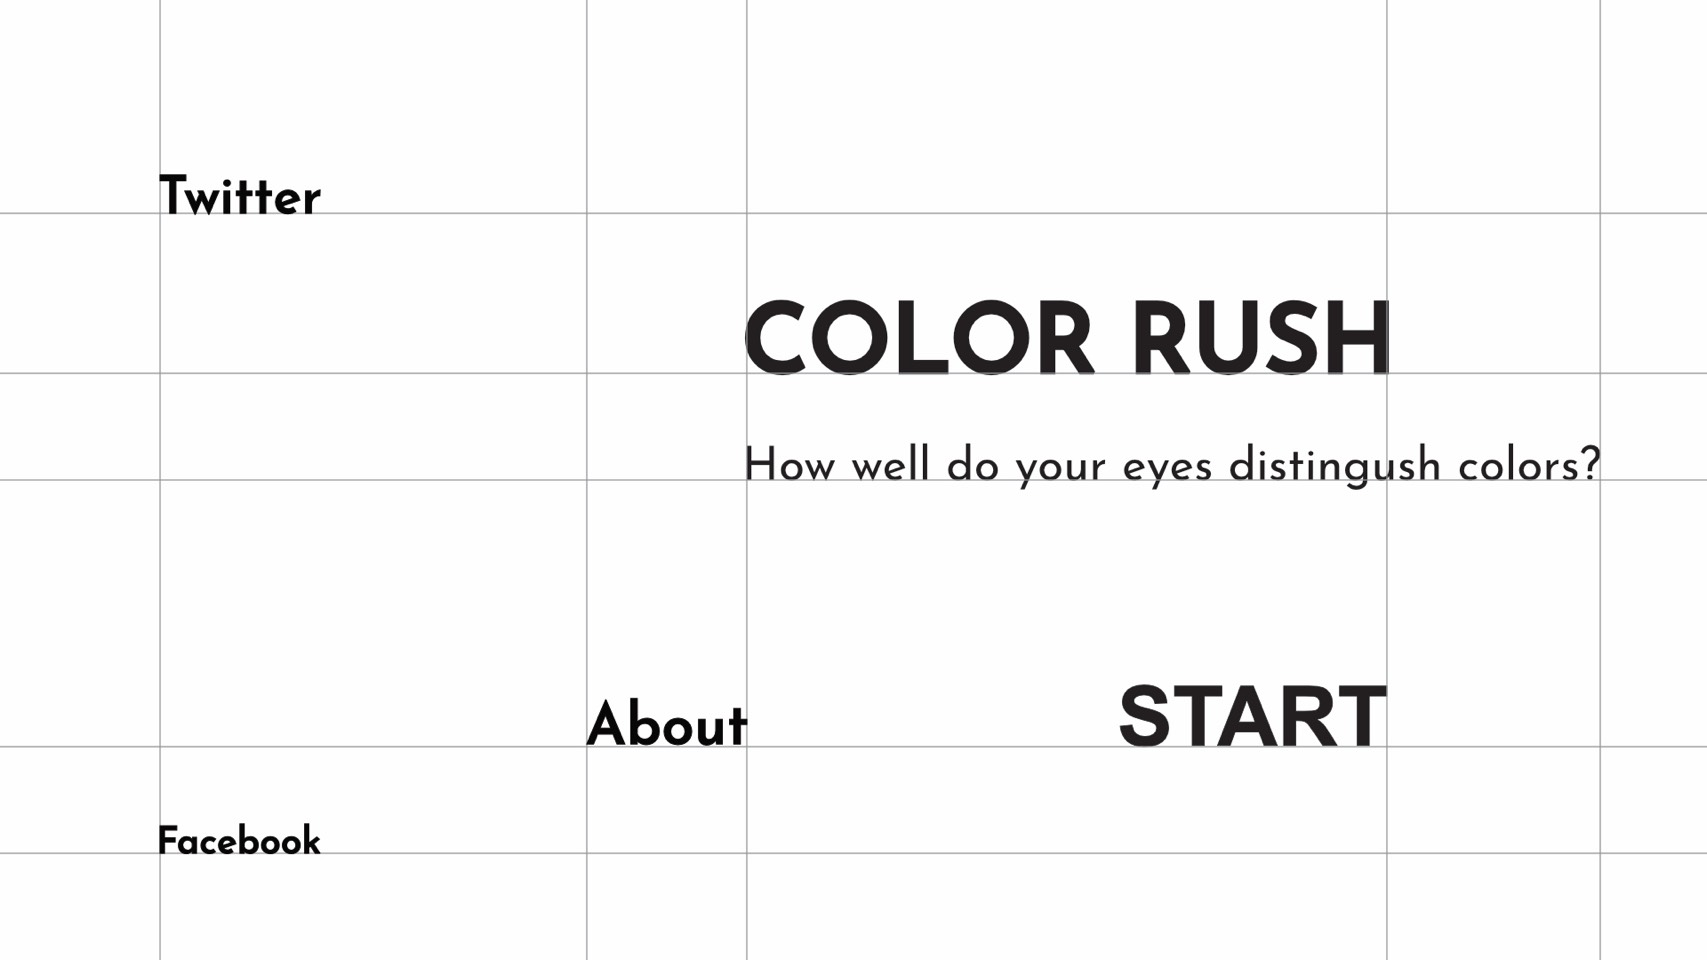 Twitter
COLOR RUSH
How well do your eyes distingush colors?
About
START
Facebook